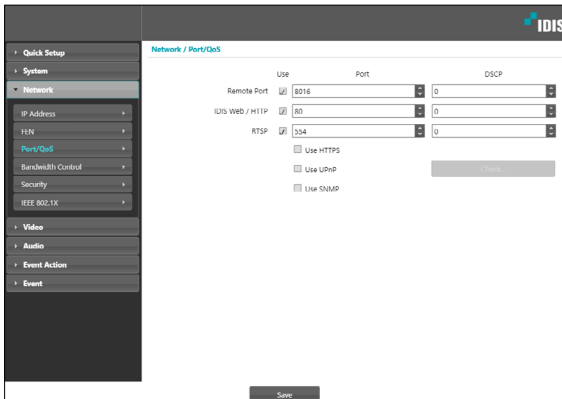 IDIS
Network / Port/QoS
Quick Setup
System
Network
IP Address
FEN
Port/QoS
Bandwidth Control
Security
IEEE 802.1X
Video
Audio
Event Action
Event
Use Port DSCP
Remote Port 8016 0
IDIS Web / HTTP 80 0
RTSP 554 0
Use HTTPS
Use UPnP Check
Use SNMP
Save